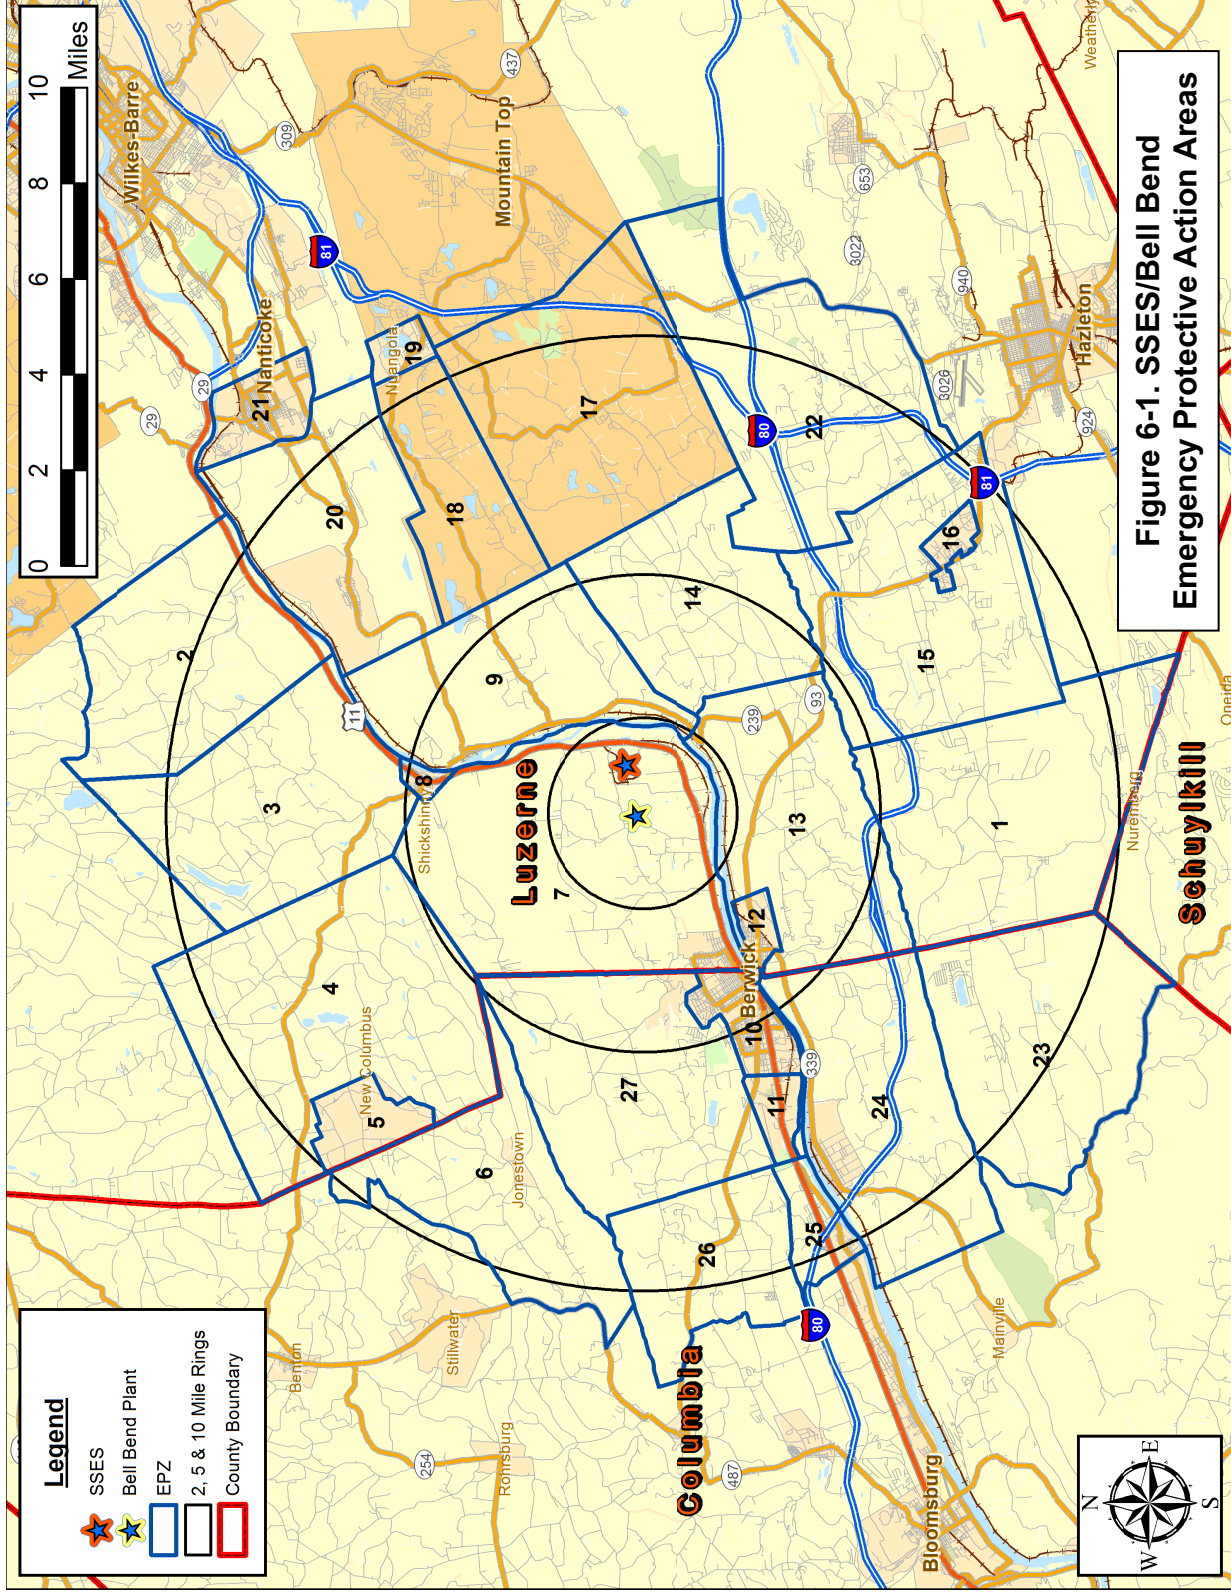 Figure 6-1. SSES/Bell Bend
Emergency Protective Action Areas
Legend
SSES
Bell Bend Plant
EPZ
2, 5 & 10 Mile Rings
County Boundary
0 2 4 6 8 10
Miles
N
W
E
S
Luzerne
Columbia
Schuylkill
Wilkes-Barre
Nanticoke
Mountain Top
Nuangola
Hazleton
Weatherly
Oneida
Nuremberg
Shickshinny
New Columbus
Jonestown
Benton
Stillwater
Rohrsburg
Berwick
Mainville
Bloomsburg
1
2
3
4
5
6
7
8
9
10
11
12
13
14
15
16
17
18
19
20
21
22
23
24
25
26
27
29
29
11
309
437
81
80
81
80
653
3022
940
3026
924
93
239
339
254
487